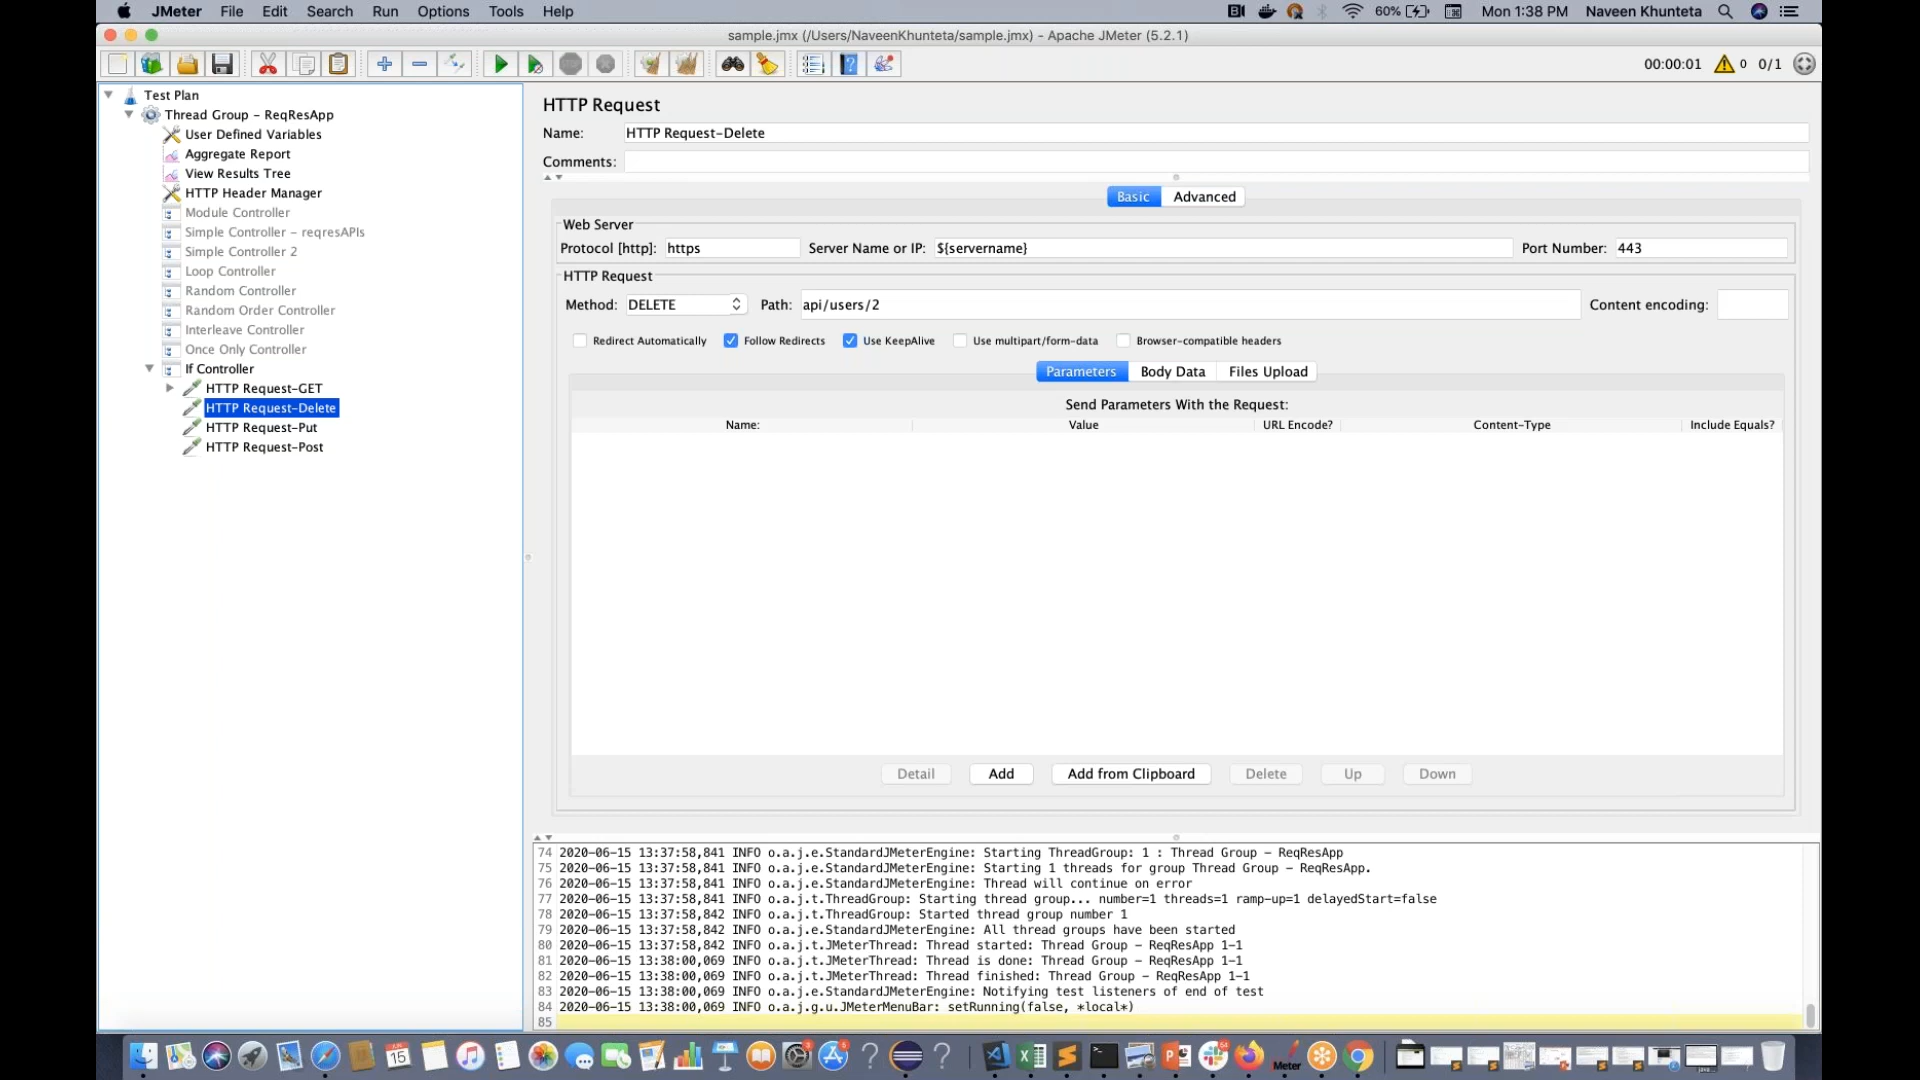 JMeter File Edit Search Run Options Tools Help 60% Mon 1:38 PM Naveen Khunteta
sample.jmx (/Users/NaveenKhunteta/sample.jmx) - Apache JMeter (5.2.1)
00:00:01 0 0/1
Test Plan
Thread Group - ReqResApp
User Defined Variables
Aggregate Report
View Results Tree
HTTP Header Manager
Module Controller
Simple Controller - reqresAPIs
Simple Controller 2
Loop Controller
Random Controller
Random Order Controller
Interleave Controller
Once Only Controller
If Controller
HTTP Request-GET
HTTP Request-Delete
HTTP Request-Put
HTTP Request-Post
HTTP Request
Name: HTTP Request-Delete
Comments:
Basic Advanced
Web Server
Protocol [http]: https Server Name or IP: ${servername} Port Number: 443
HTTP Request
Method: DELETE Path: api/users/2 Content encoding:
Redirect Automatically Follow Redirects Use KeepAlive Use multipart/form-data Browser-compatible headers
Parameters Body Data Files Upload
Send Parameters With the Request:
Name: Value URL Encode? Content-Type Include Equals?
Detail Add Add from Clipboard Delete Up Down
74 2020-06-15 13:37:58,841 INFO o.a.j.e.StandardJMeterEngine: Starting ThreadGroup: 1 : Thread Group - ReqResApp
75 2020-06-15 13:37:58,841 INFO o.a.j.e.StandardJMeterEngine: Starting 1 threads for group Thread Group - ReqResApp.
76 2020-06-15 13:37:58,841 INFO o.a.j.e.StandardJMeterEngine: Thread will continue on error
77 2020-06-15 13:37:58,841 INFO o.a.j.t.ThreadGroup: Starting thread group... number=1 threads=1 ramp-up=1 delayedStart=false
78 2020-06-15 13:37:58,842 INFO o.a.j.t.ThreadGroup: Started thread group number 1
79 2020-06-15 13:37:58,842 INFO o.a.j.e.StandardJMeterEngine: All thread groups have been started
80 2020-06-15 13:37:58,842 INFO o.a.j.t.JMeterThread: Thread started: Thread Group - ReqResApp 1-1
81 2020-06-15 13:38:00,069 INFO o.a.j.t.JMeterThread: Thread is done: Thread Group - ReqResApp 1-1
82 2020-06-15 13:38:00,069 INFO o.a.j.t.JMeterThread: Thread finished: Thread Group - ReqResApp 1-1
83 2020-06-15 13:38:00,069 INFO o.a.j.e.StandardJMeterEngine: Notifying test listeners of end of test
84 2020-06-15 13:38:00,069 INFO o.a.j.g.u.JMeterMenuBar: setRunning(false, *local*)
85
JUN 15 Meter